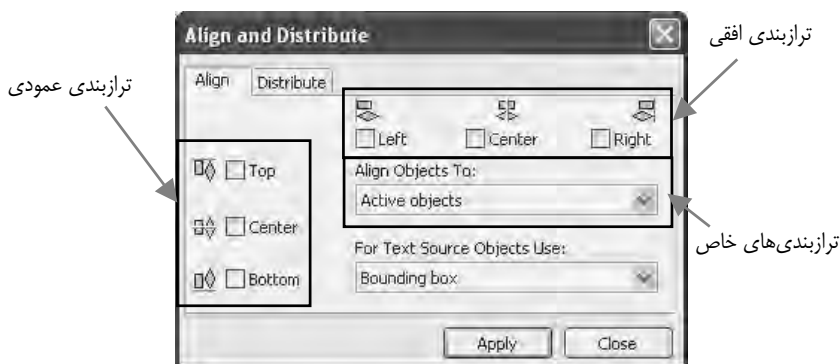 Align and Distribute
ترازبندی افقی
Align Distribute
ترازبندی عمودی
Left Center Right
Top
Align Objects To:
Active objects
Center
ترازبندی‌های خاص
For Text Source Objects Use:
Bottom
Bounding box
Apply Close